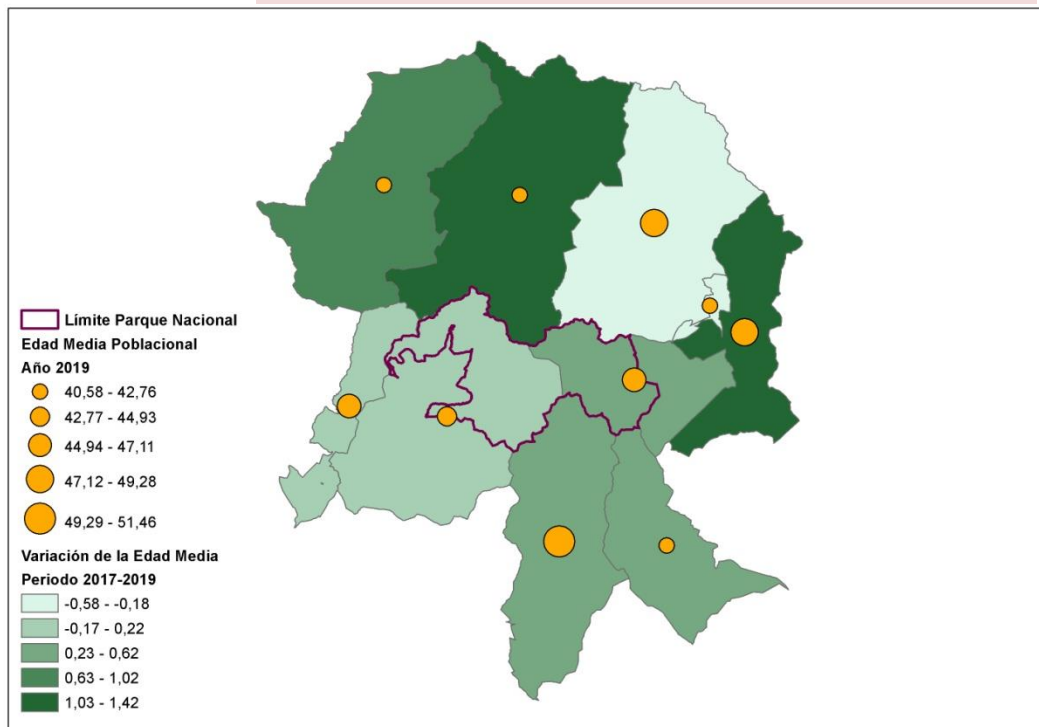 Límite Parque Nacional
Edad Media Poblacional
Año 2019
40,58 - 42,76
42,77 - 44,93
44,94 - 47,11
47,12 - 49,28
49,29 - 51,46
Variación de la Edad Media
Periodo 2017-2019
-0,58 - -0,18
-0,17 - 0,22
0,23 - 0,62
0,63 - 1,02
1,03 - 1,42